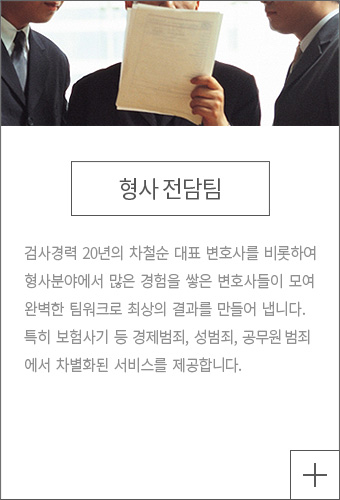 형사 전담팀
검사경력 20년의 차철순 대표 변호사를 비롯하여
형사분야에서 많은 경험을 쌓은 변호사들이 모여
완벽한 팀워크로 최상의 결과를 만들어 냅니다.
특히 보험사기 등 경제범죄, 성범죄, 공무원 범죄
에서 차별화된 서비스를 제공합니다.